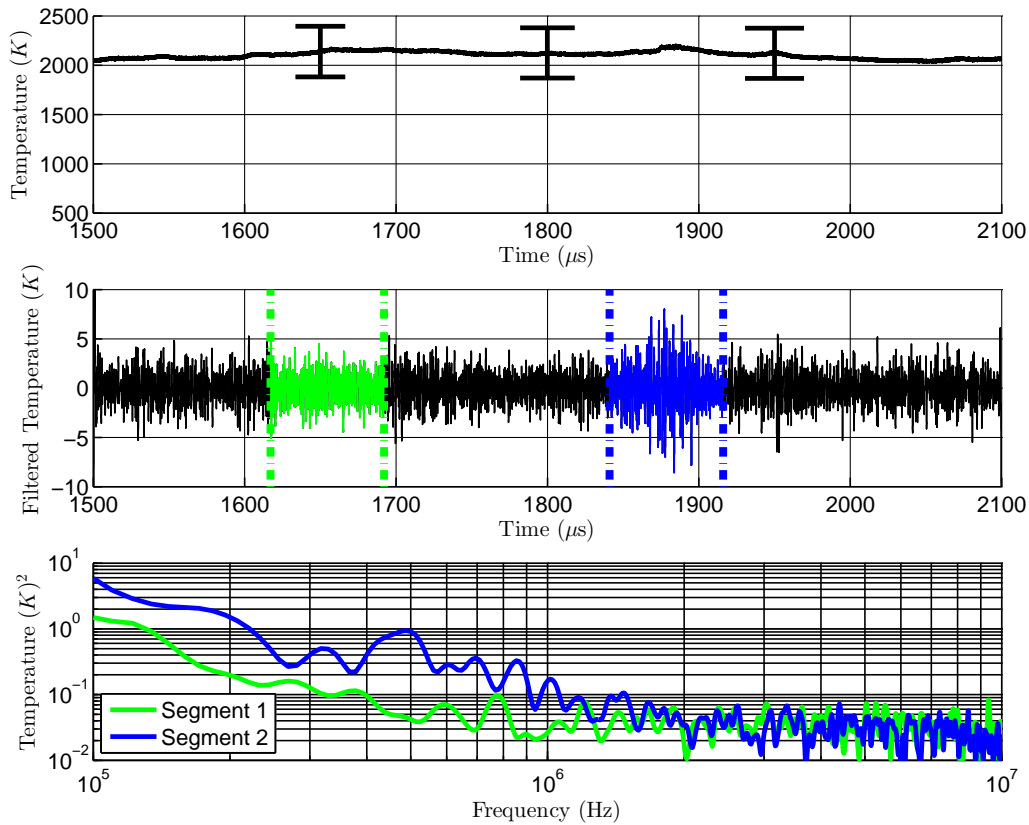 2500
2000
1500
1000
500
Temperature (K)
1500 1600 1700 1800 1900 2000 2100
Time (μs)
10
5
0
−5
−10
Filtered Temperature (K)
1500 1600 1700 1800 1900 2000 2100
Time (μs)
10^1
10^0
10^−1
10^−2
Temperature (K)^2
Segment 1
Segment 2
10^5 10^6 10^7
Frequency (Hz)